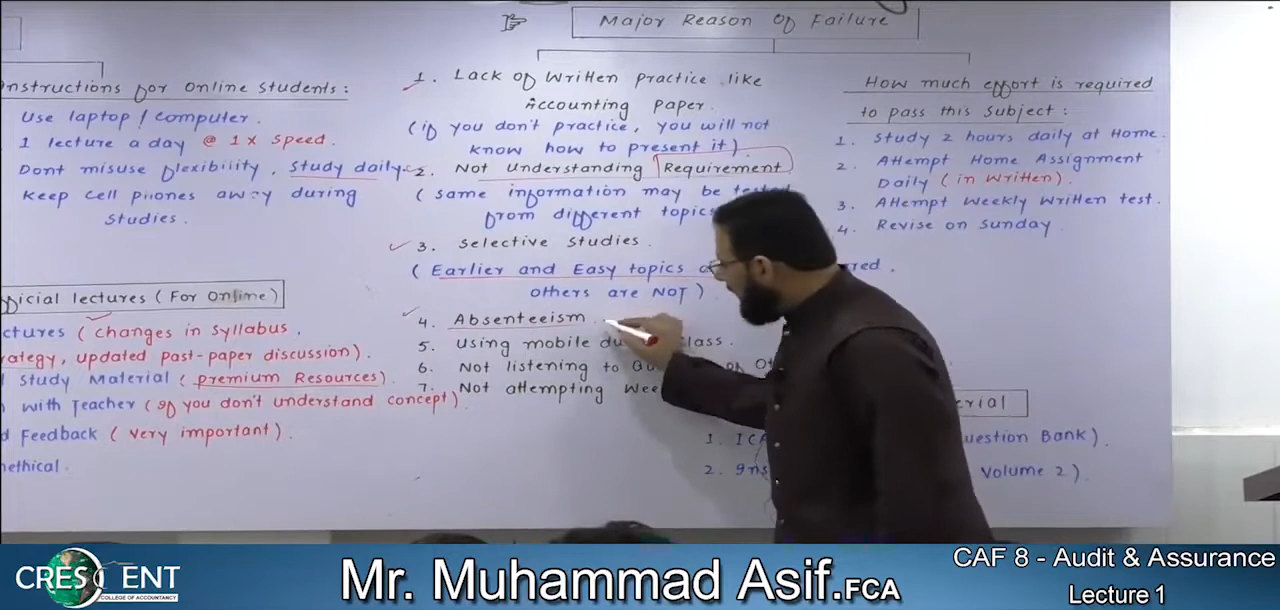 nstructions for online students:
Use laptop/computer.
1 lecture a day @ 1x speed.
Dont misuse flexibility, study daily.
Keep cell phones away during
studies.
fficial lectures (For Online)
ctures (changes in syllabus,
rategy, updated past-paper discussion).
Study Material (premium Resources).
with Teacher (if you don't understand concept).
d Feedback (very important).
nethical.
Major Reason of Failure
1. Lack of written practice like
Accounting paper.
(if you don't practice, you will not
know how to present it).
2. Not understanding Requirement
(same information may be tested
from different topics
3. Selective studies.
(Earlier and Easy topics
others are NOT)
4. Absenteeism
5. Using mobile class.
6. Not listening to
7. Not attempting
How much effort is required
to pass this subject:
1. Study 2 hours daily at Home.
2. Attempt Home Assignment
Daily (in written).
3. Attempt weekly written test.
4. Revise on Sunday.
erial
1. ICA uestion Bank).
2. Ins Volume 2)
CRESCENT
COLLEGE OF ACCOUNTANCY
Mr. Muhammad Asif.FCA
CAF 8 - Audit & Assurance
Lecture 1